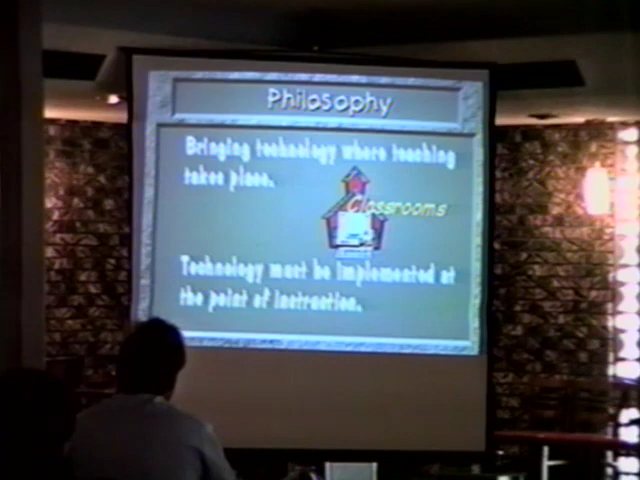 Philosophy
Bringing technology where teaching
takes place.
Classrooms
Technology must be implemented at
the point of instruction.